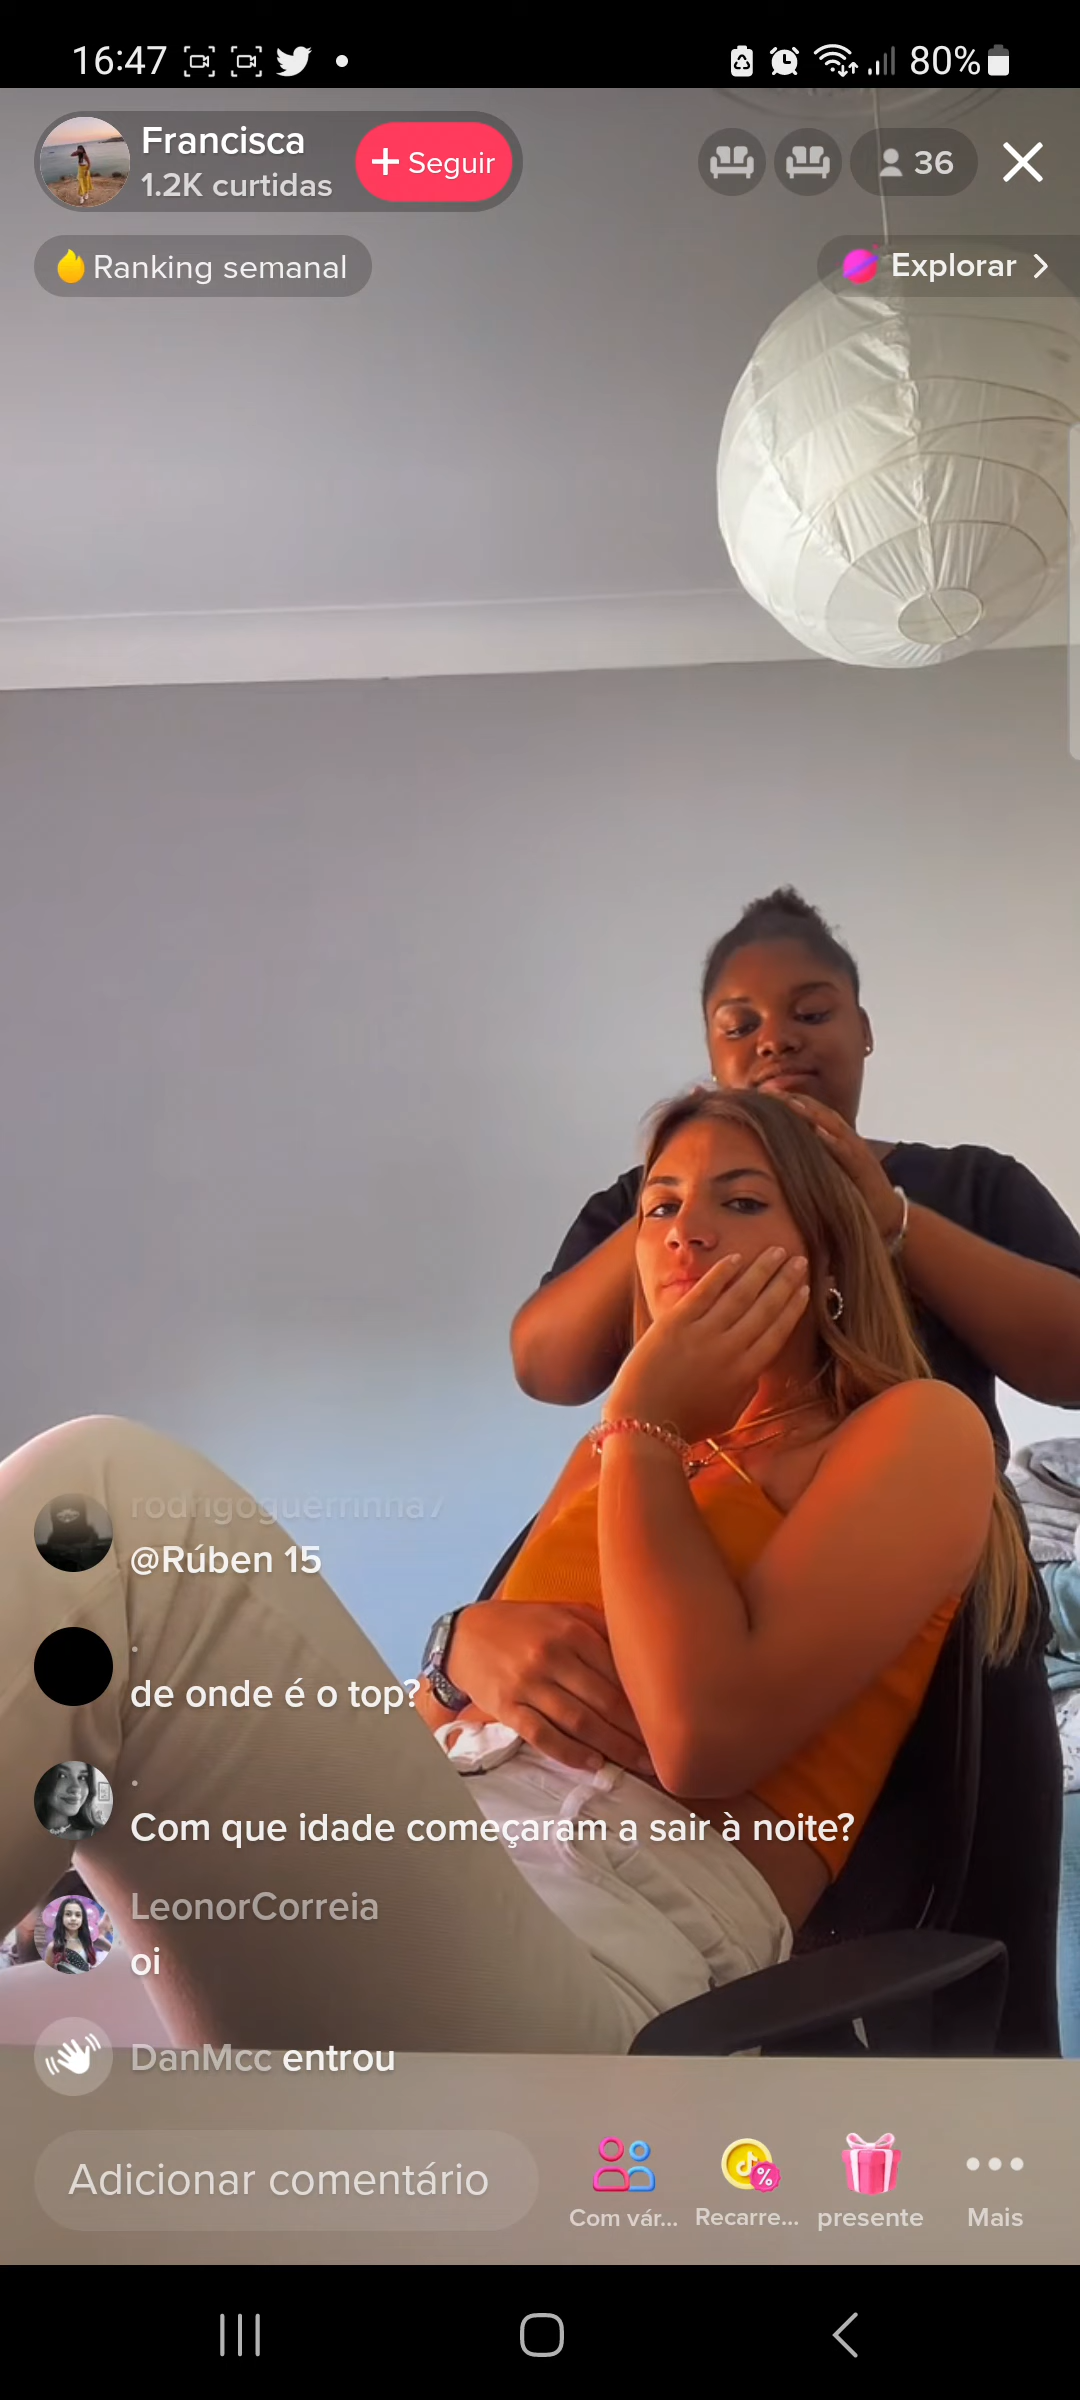 16:47
80%
Francisca
1.2K curtidas
+ Seguir
36
Ranking semanal
Explorar
rodrigoguerrinha7
@Rúben 15
.
de onde é o top?
.
Com que idade começaram a sair à noite?
LeonorCorreia
oi
DanMcc entrou
Adicionar comentário
Com vár...
Recarre...
presente
Mais